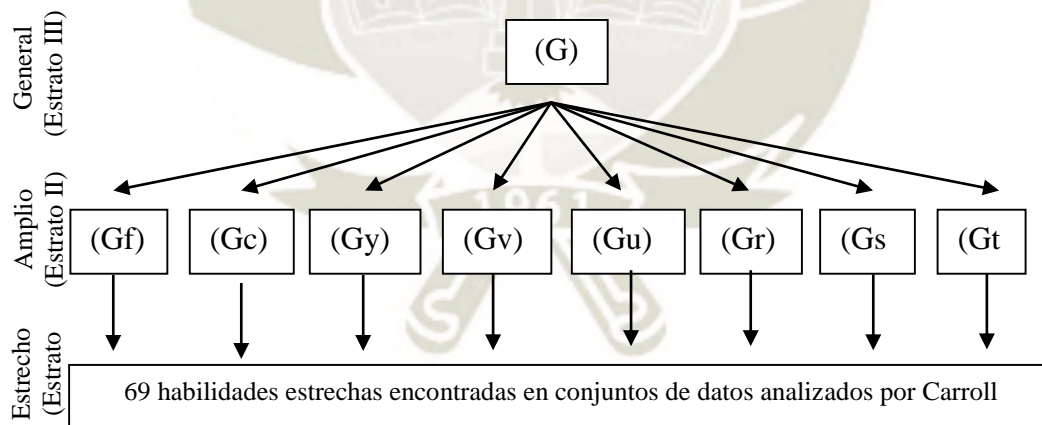 General
(Estrato III)
(G)
Amplio
(Estrato II)
(Gf)
(Gc)
(Gy)
(Gv)
(Gu)
(Gr)
(Gs)
(Gt
1961
Estrecho
(Estrato
69 habilidades estrechas encontradas en conjuntos de datos analizados por Carroll